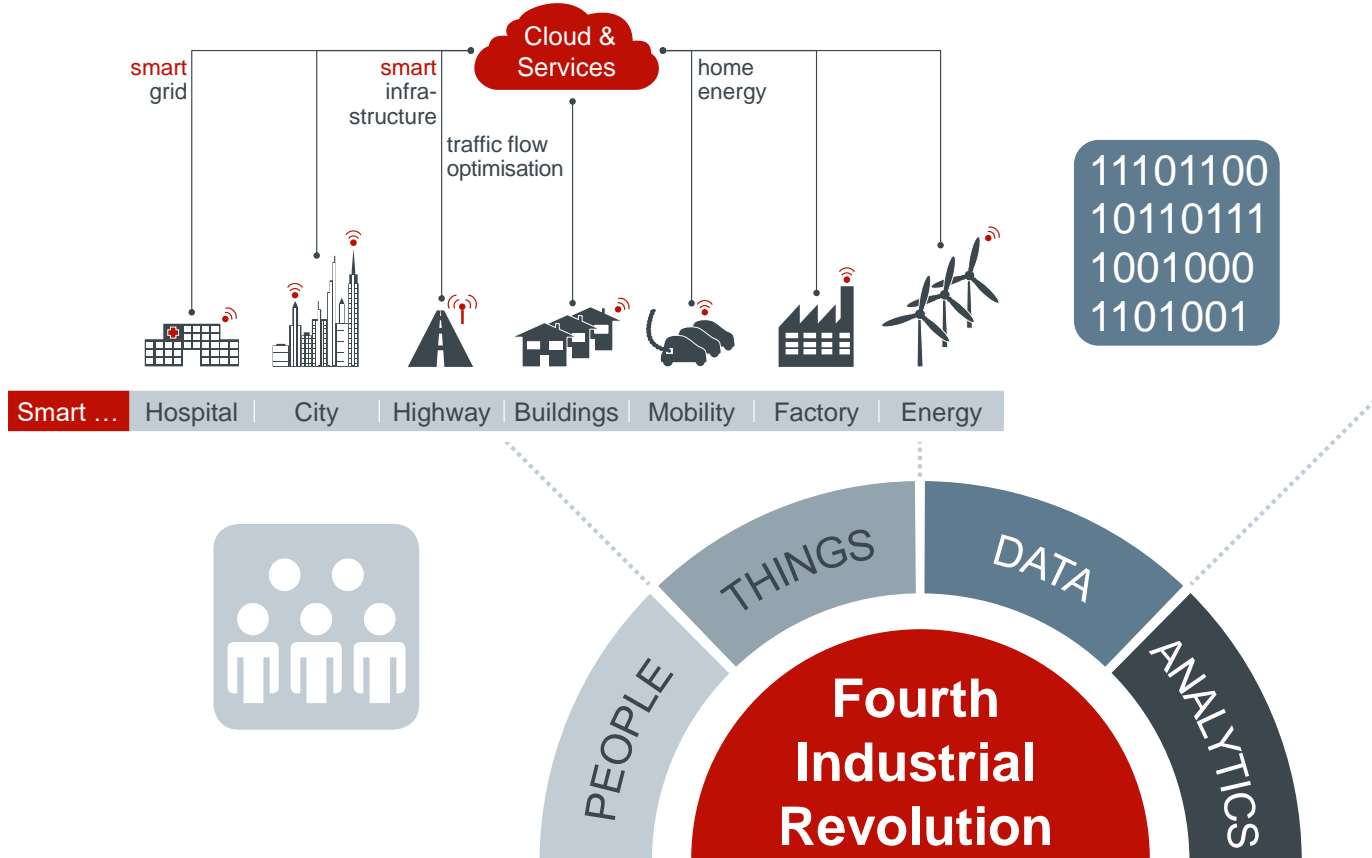 Cloud &
Services
smart
grid
smart
infra-
structure
traffic flow
optimisation
home
energy
11101100
10110111
1001000
1101001
Smart … Hospital City Highway Buildings Mobility Factory Energy
PEOPLE
THINGS
DATA
ANALYTICS
Fourth
Industrial
Revolution